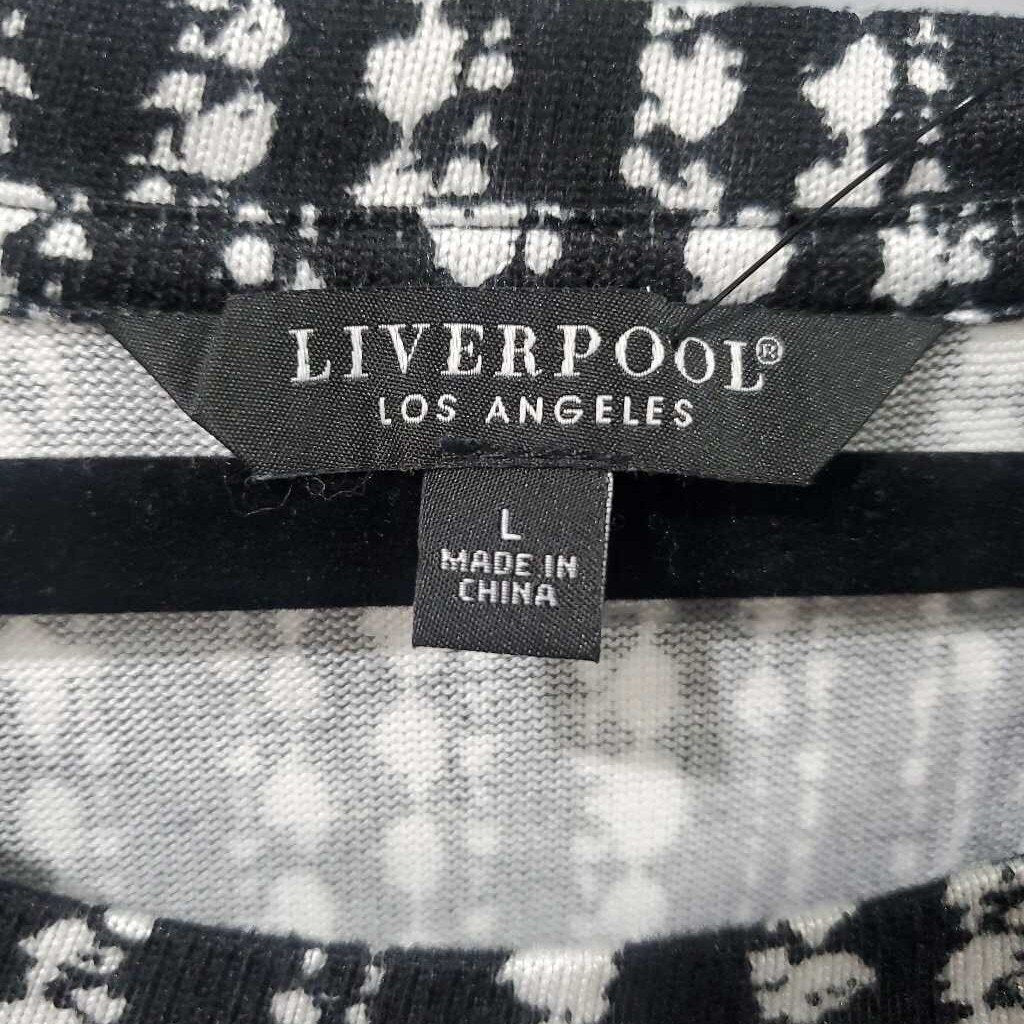 LIVERPOOL®
LOS ANGELES
L
MADE IN
CHINA